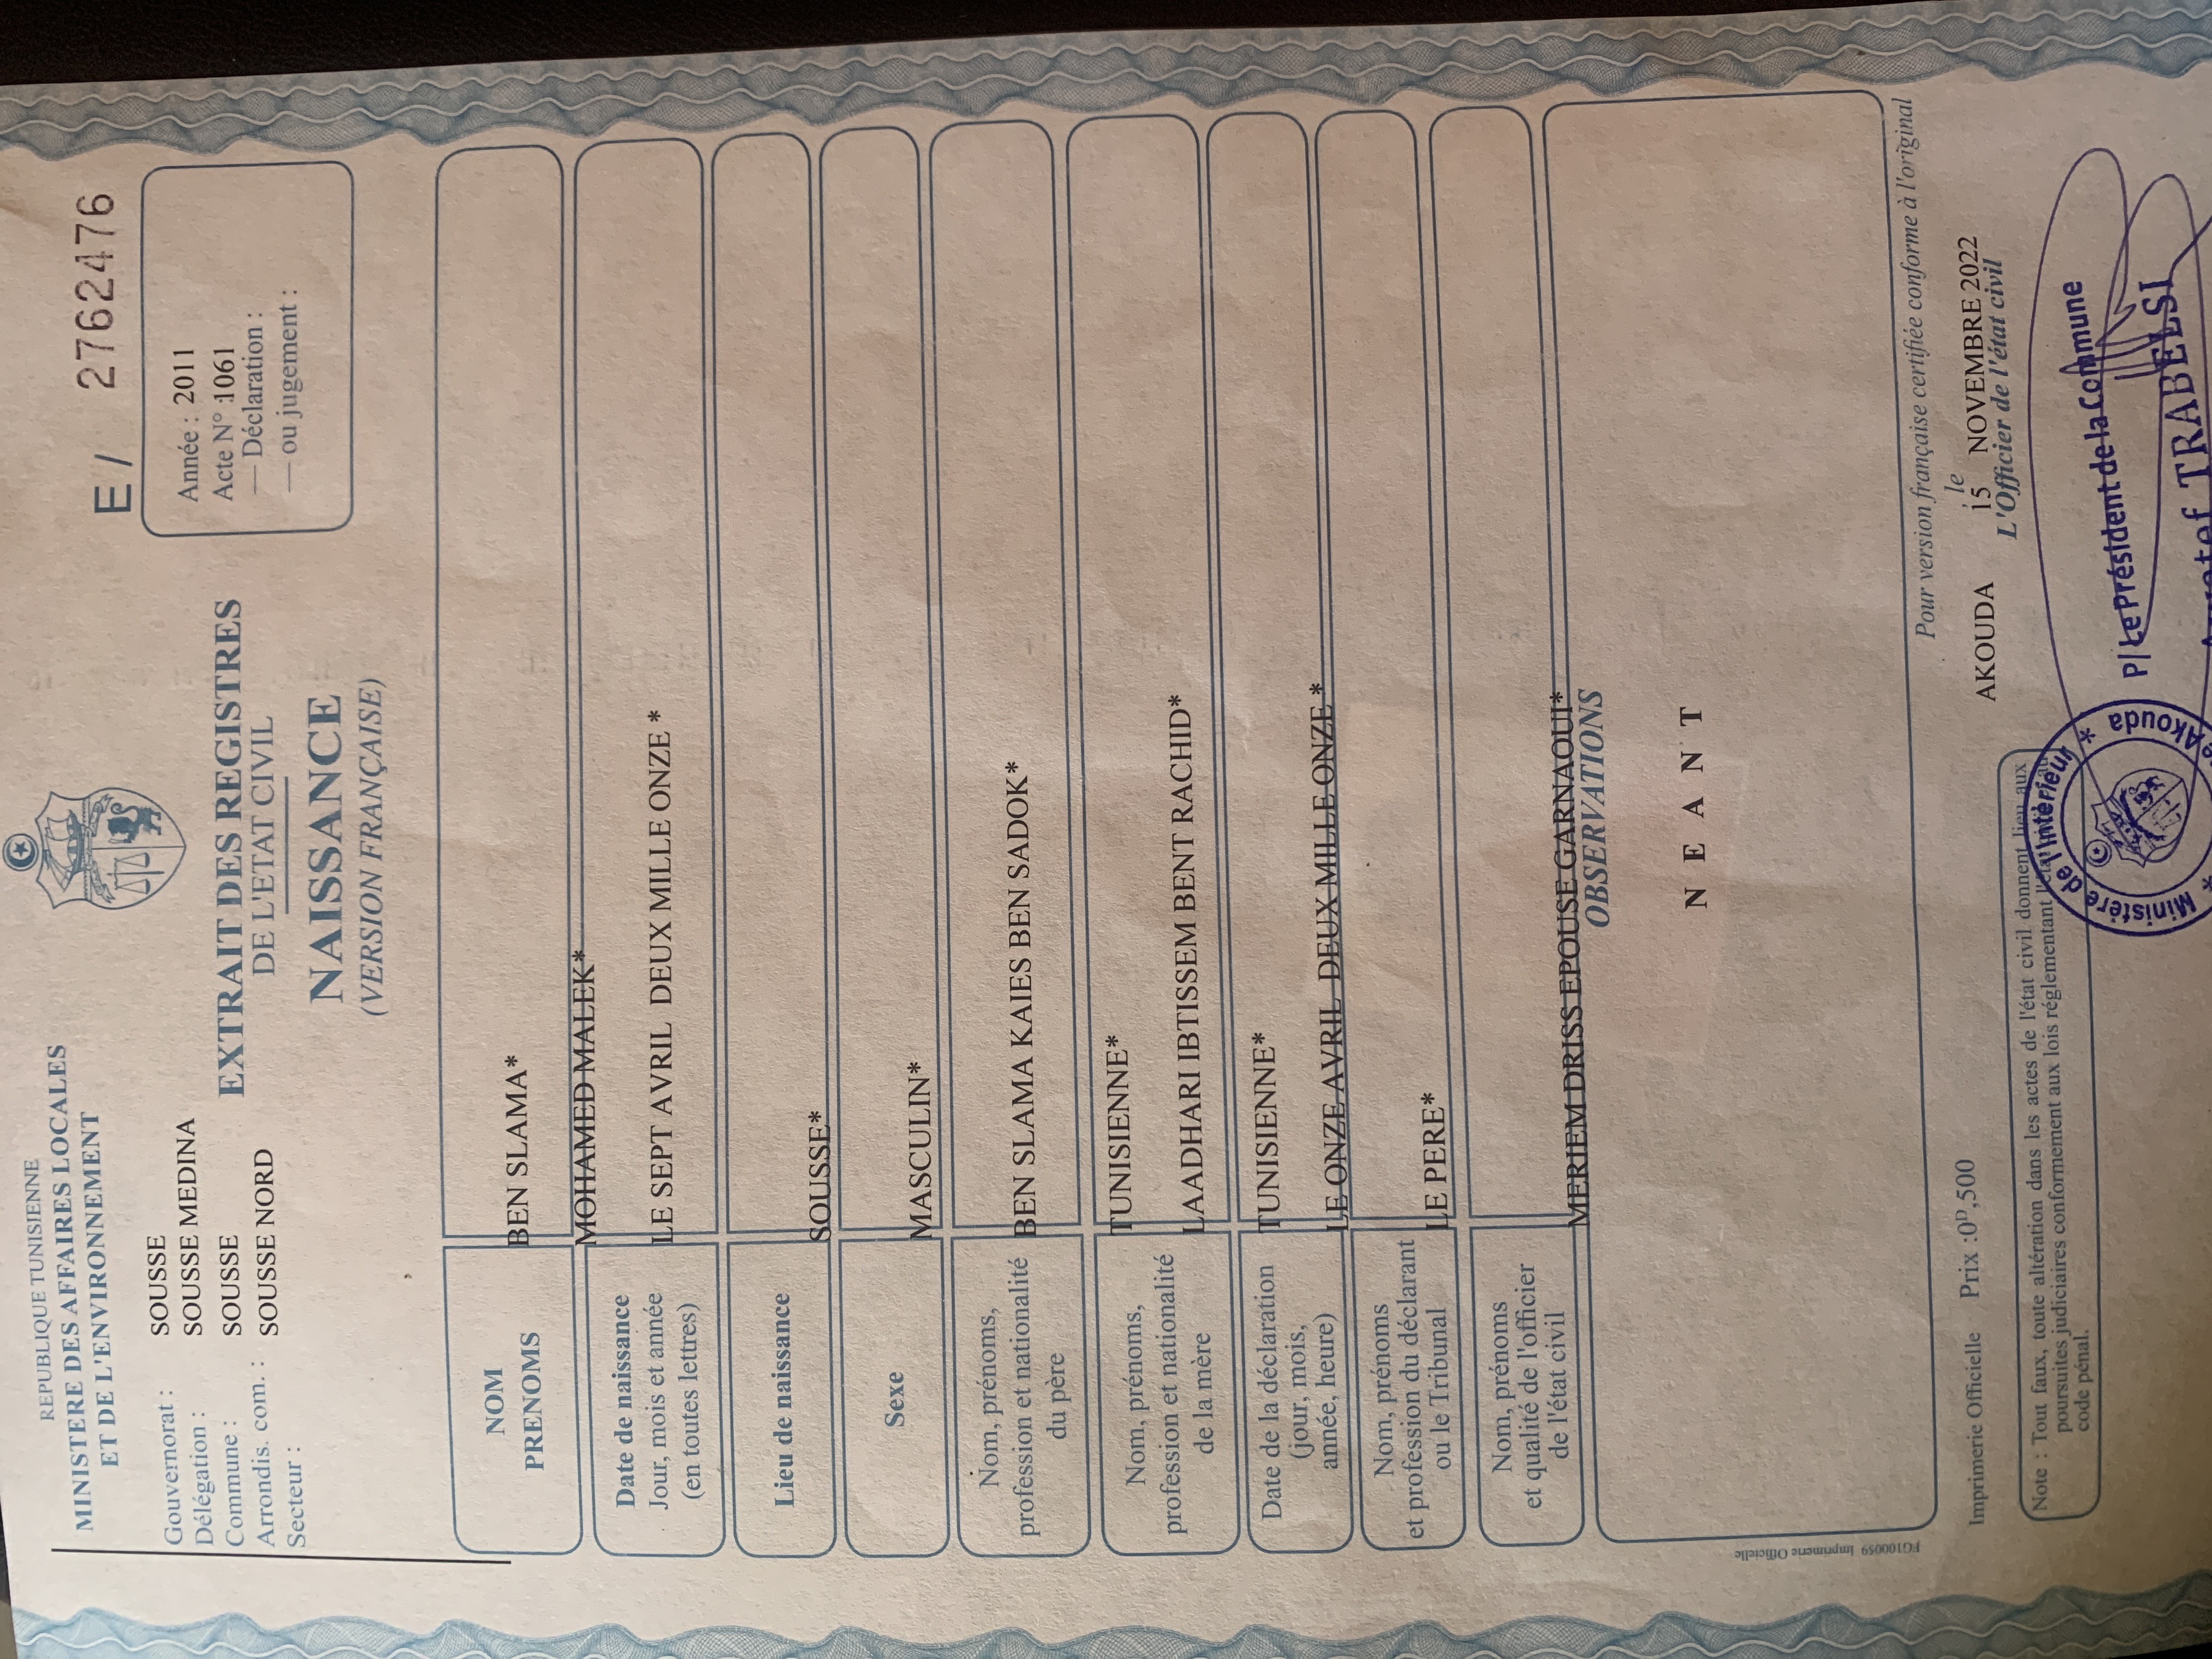 REPUBLIQUE TUNISIENNE
MINISTERE DES AFFAIRES LOCALES
ET DE L'ENVIRONNEMENT
E/ 2762476
Gouvernorat : SOUSSE
Délégation : SOUSSE MEDINA
Commune : SOUSSE
Arrondis. com. : SOUSSE NORD
Secteur :
EXTRAIT DES REGISTRES
DE L'ETAT CIVIL
NAISSANCE
(VERSION FRANÇAISE)
Année : 2011
Acte N° :1061
— Déclaration :
— ou jugement :
NOM
PRENOMS
BEN SLAMA*
MOHAMED MALEK*
Date de naissance
Jour, mois et année
(en toutes lettres)
LE SEPT AVRIL DEUX MILLE ONZE *
Lieu de naissance
SOUSSE*
Sexe
MASCULIN*
Nom, prénoms,
profession et nationalité
du père
BEN SLAMA KAIES BEN SADOK*
TUNISIENNE*
Nom, prénoms,
profession et nationalité
de la mère
LAADHARI IBTISSEM BENT RACHID*
TUNISIENNE*
Date de la déclaration
(jour, mois,
année, heure)
LE ONZE AVRIL DEUX MILLE ONZE *
Nom, prénoms
et profession du déclarant
ou le Tribunal
LE PERE*
Nom, prénoms
et qualité de l'officier
de l'état civil
MERIEM DRISS EPOUSE GARNAOUI*
OBSERVATIONS
N E A N T
FG100059 Imprimerie Officielle
Pour version française certifiée conforme à l'original
Imprimerie Officielle Prix :0ᴰ,500
AKOUDA le 15 NOVEMBRE 2022
L'Officier de l'état civil
Note : Tout faux, toute altération dans les actes de l'état civil donnent lieu aux
poursuites judiciaires conformement aux lois réglementant l'état
code pénal.
P/Le Président de la Commune
TRABELSI
* Ministère de l'intérieur * Akouda